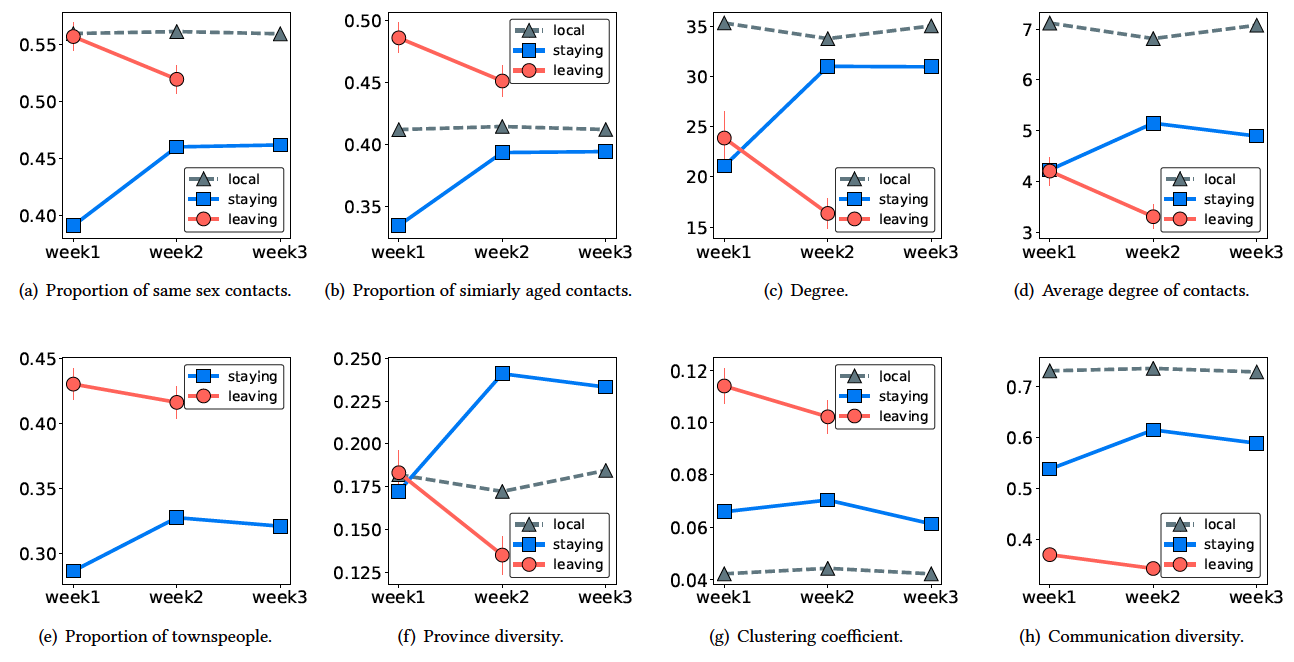 0.55
0.50
0.45
0.40
local
staying
leaving
week1 week2 week3
(a) Proportion of same sex contacts.
0.50
0.45
0.40
0.35
local
staying
leaving
week1 week2 week3
(b) Proportion of simiarly aged contacts.
35
30
25
20
15
local
staying
leaving
week1 week2 week3
(c) Degree.
7
6
5
4
3
local
staying
leaving
week1 week2 week3
(d) Average degree of contacts.
0.45
0.40
0.35
0.30
staying
leaving
week1 week2 week3
(e) Proportion of townspeople.
0.250
0.225
0.200
0.175
0.150
0.125
local
staying
leaving
week1 week2 week3
(f) Province diversity.
0.12
0.10
0.08
0.06
0.04
local
staying
leaving
week1 week2 week3
(g) Clustering coefficient.
0.7
0.6
0.5
0.4
local
staying
leaving
week1 week2 week3
(h) Communication diversity.